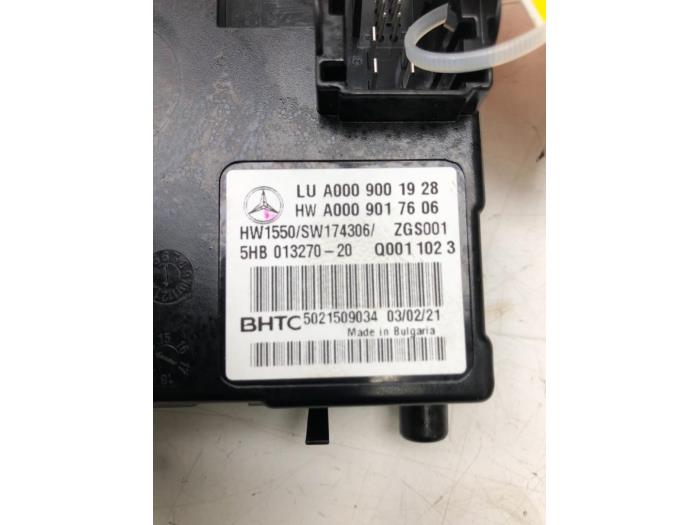 LU A000 900 19 28
HW A000 901 76 06
HW1550/SW174306/ ZGS001
5HB 013270-20 Q001 102 3
BHTC 5021509034 03/02/21
Made in Bulgaria